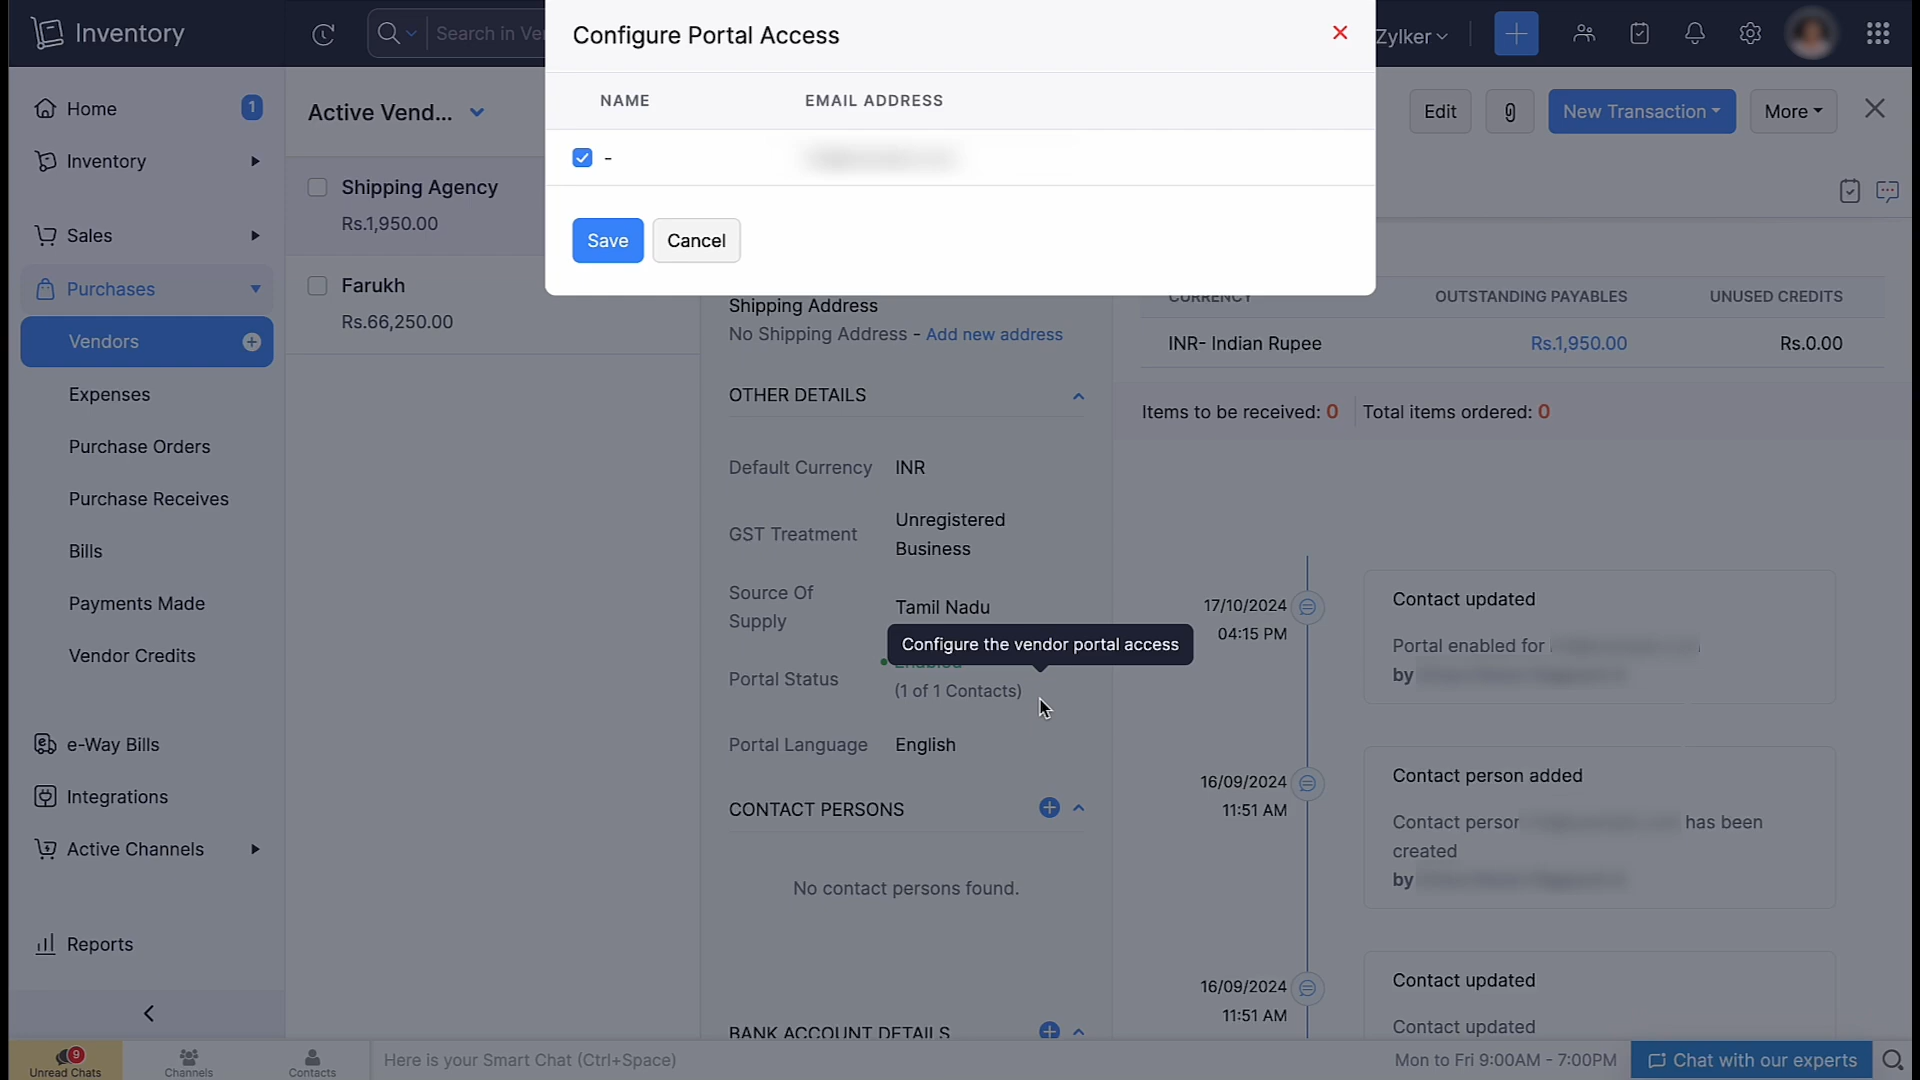 Inventory
Search in Ve
Zylker
Configure Portal Access
NAME
EMAIL ADDRESS
-
Save
Cancel
Home
1
Inventory
Sales
Purchases
Vendors
Expenses
Purchase Orders
Purchase Receives
Bills
Payments Made
Vendor Credits
e-Way Bills
Integrations
Active Channels
Reports
Active Vend...
Shipping Agency
Rs.1,950.00
Farukh
Rs.66,250.00
Edit
New Transaction
More
Shipping Address
No Shipping Address - Add new address
OTHER DETAILS
Default Currency
INR
GST Treatment
Unregistered
Business
Source Of
Supply
Tamil Nadu
Configure the vendor portal access
Portal Status
Enabled
(1 of 1 Contacts)
Portal Language
English
CONTACT PERSONS
No contact persons found.
BANK ACCOUNT DETAILS
CURRENCY
OUTSTANDING PAYABLES
UNUSED CREDITS
INR- Indian Rupee
Rs.1,950.00
Rs.0.00
Items to be received: 0
Total items ordered: 0
17/10/2024
04:15 PM
Contact updated
Portal enabled for
by
16/09/2024
11:51 AM
Contact person added
Contact person has been
created
by
16/09/2024
11:51 AM
Contact updated
Contact updated
9
Unread Chats
Channels
Contacts
Here is your Smart Chat (Ctrl+Space)
Mon to Fri 9:00AM - 7:00PM
Chat with our experts